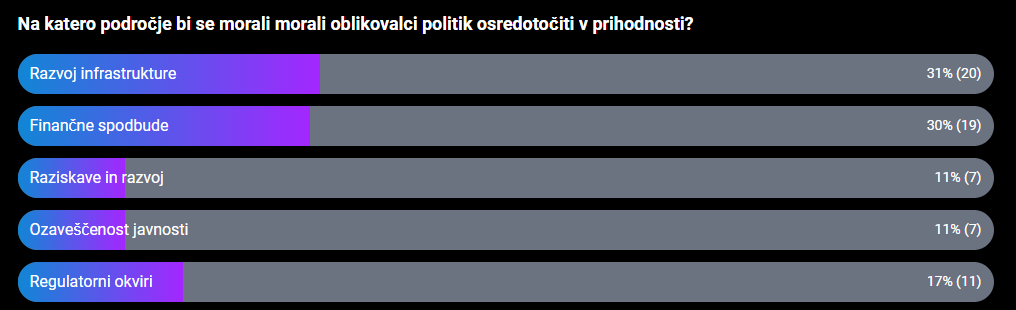 Na katero področje bi se morali morali oblikovalci politik osredotočiti v prihodnosti?
Razvoj infrastrukture 31% (20)
Finančne spodbude 30% (19)
Raziskave in razvoj 11% (7)
Ozaveščenost javnosti 11% (7)
Regulatorni okviri 17% (11)